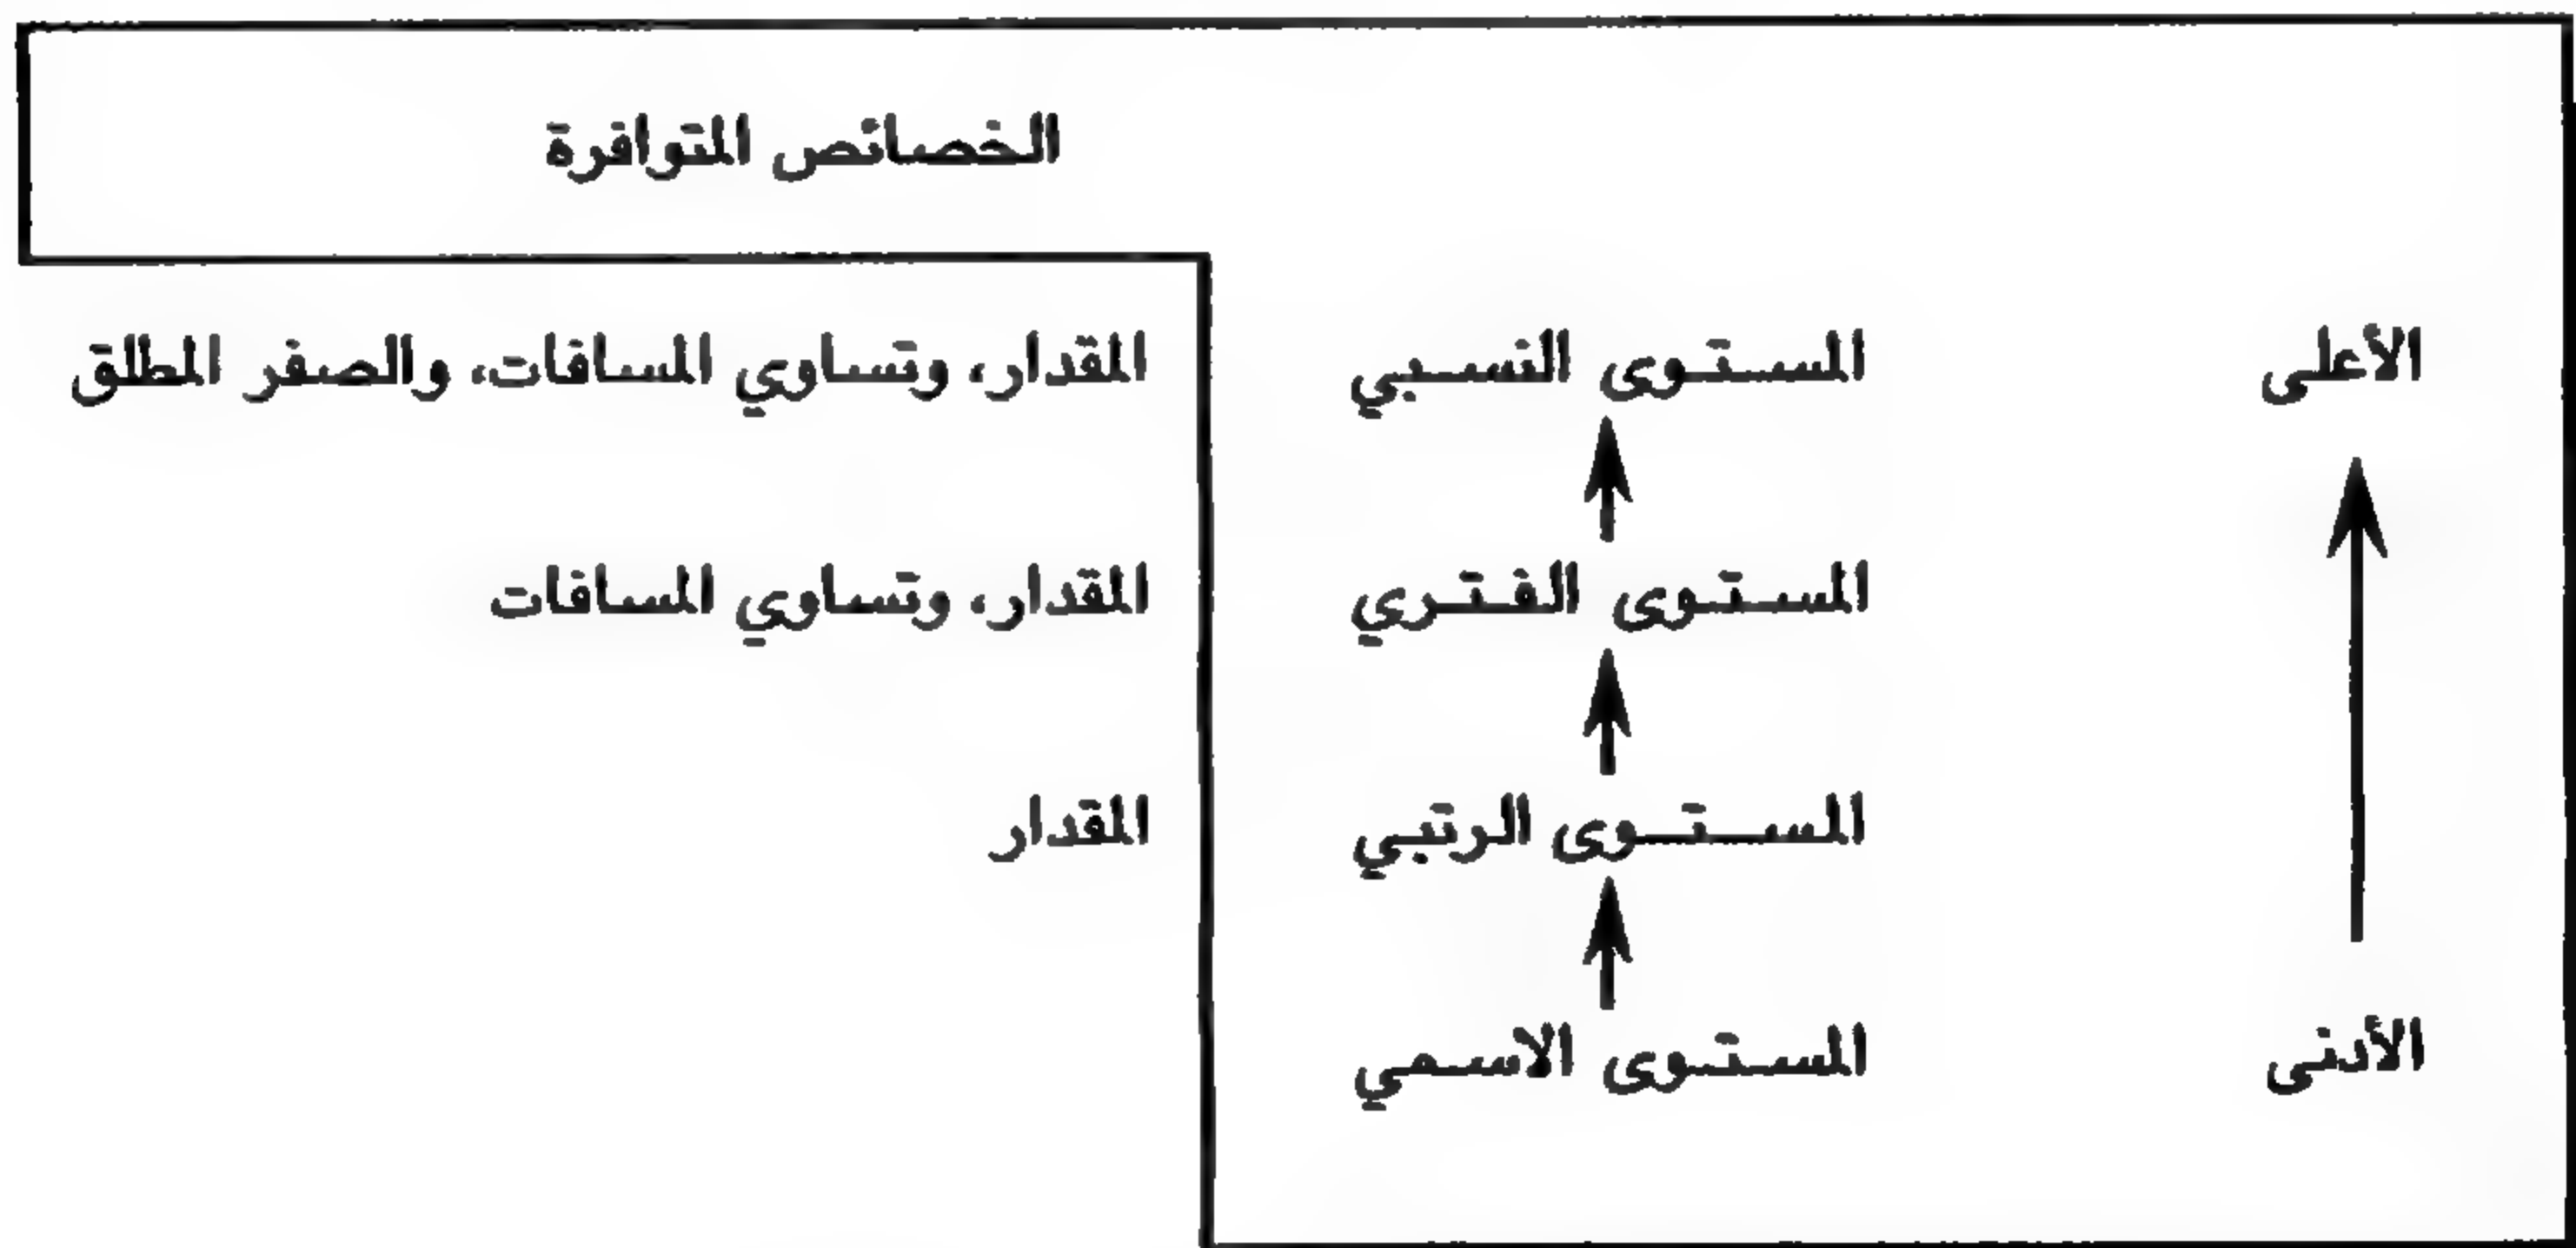 الخصائص المتوافرة
الأعلى المستوى النسبي المقدار، وتساوي المسافات، والصفر المطلق
المستوى الفتري المقدار، وتساوي المسافات
المستوى الرتبي المقدار
الأدنى المستوى الاسمي